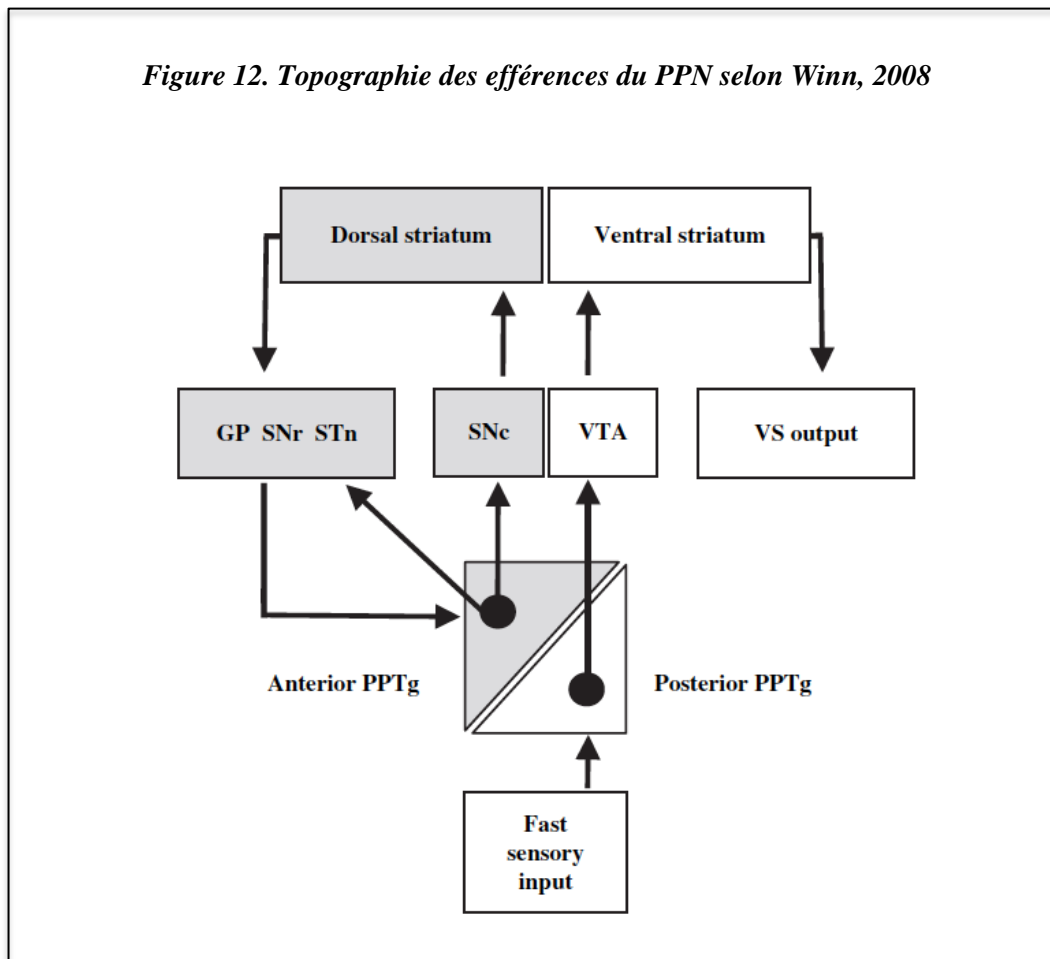 Figure 12. Topographie des efférences du PPN selon Winn, 2008
Dorsal striatum
Ventral striatum
GP SNr STn
SNc
VTA
VS output
Anterior PPTg
Posterior PPTg
Fast
sensory
input